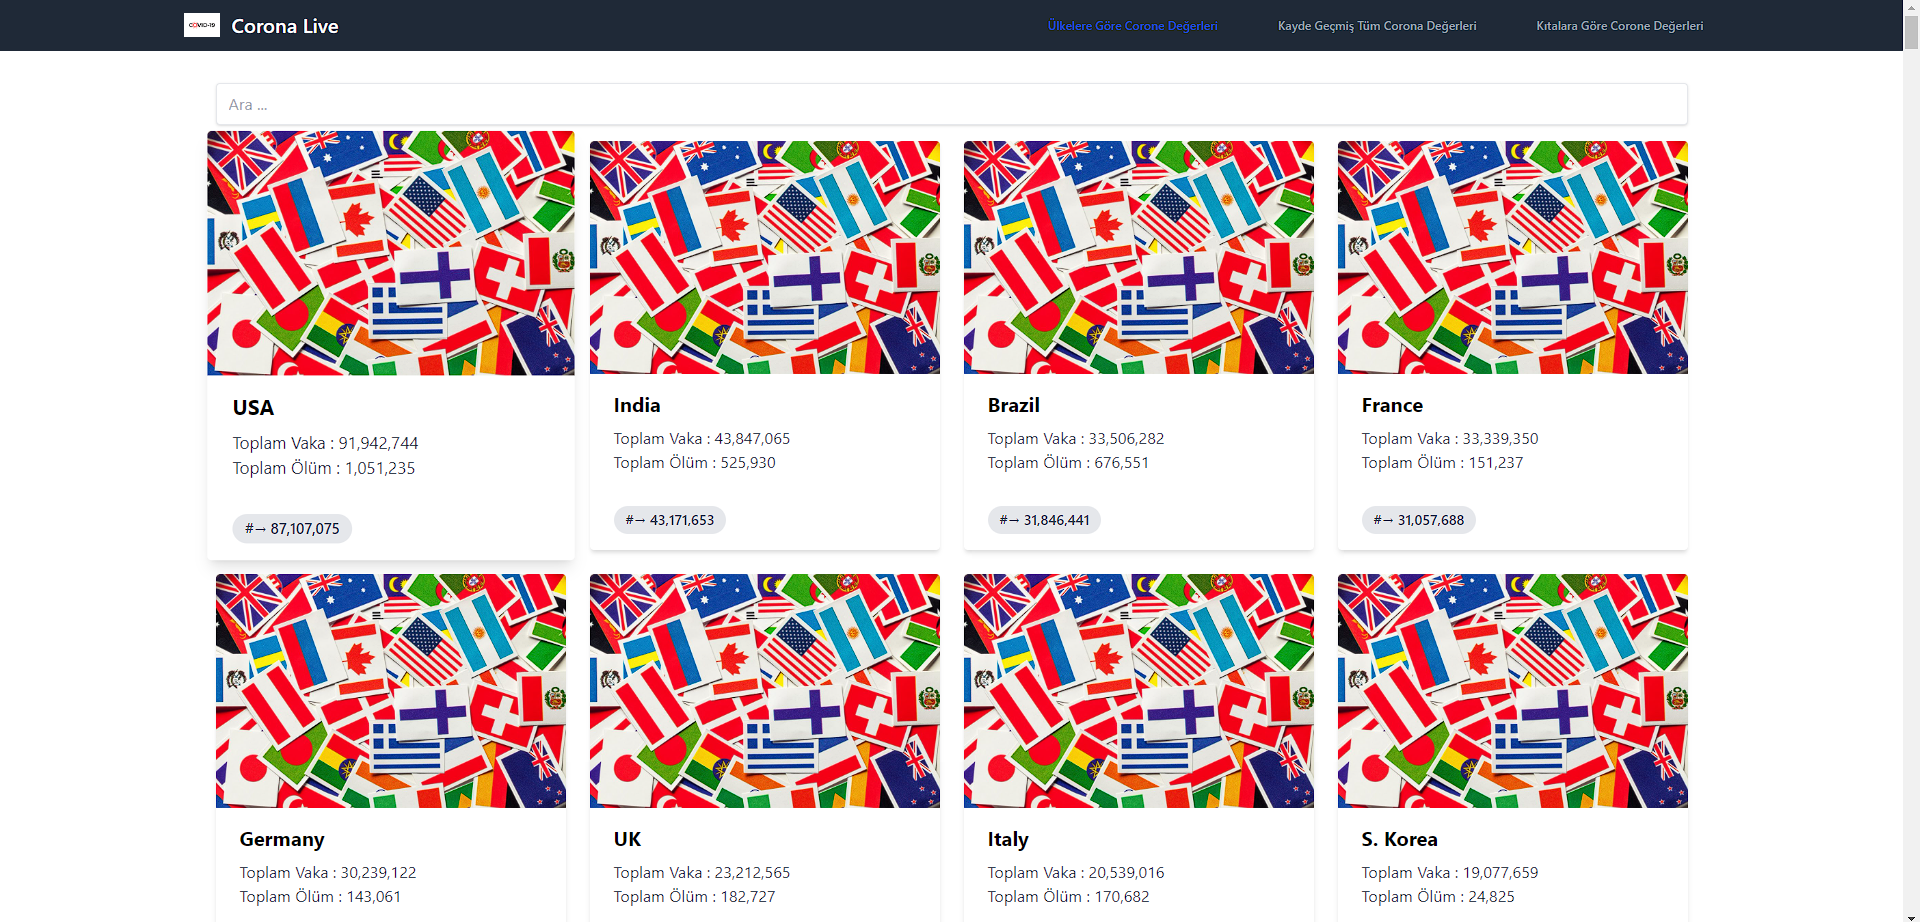 COVID-19 Corona Live Ülkelere Göre Corone Değerleri Kayde Geçmiş Tüm Corona Değerleri Kıtalara Göre Corone Değerleri
Ara ...
USA
Toplam Vaka : 91,942,744
Toplam Ölüm : 1,051,235
#→ 87,107,075
India
Toplam Vaka : 43,847,065
Toplam Ölüm : 525,930
#→ 43,171,653
Brazil
Toplam Vaka : 33,506,282
Toplam Ölüm : 676,551
#→ 31,846,441
France
Toplam Vaka : 33,339,350
Toplam Ölüm : 151,237
#→ 31,057,688
Germany
Toplam Vaka : 30,239,122
Toplam Ölüm : 143,061
UK
Toplam Vaka : 23,212,565
Toplam Ölüm : 182,727
Italy
Toplam Vaka : 20,539,016
Toplam Ölüm : 170,682
S. Korea
Toplam Vaka : 19,077,659
Toplam Ölüm : 24,825